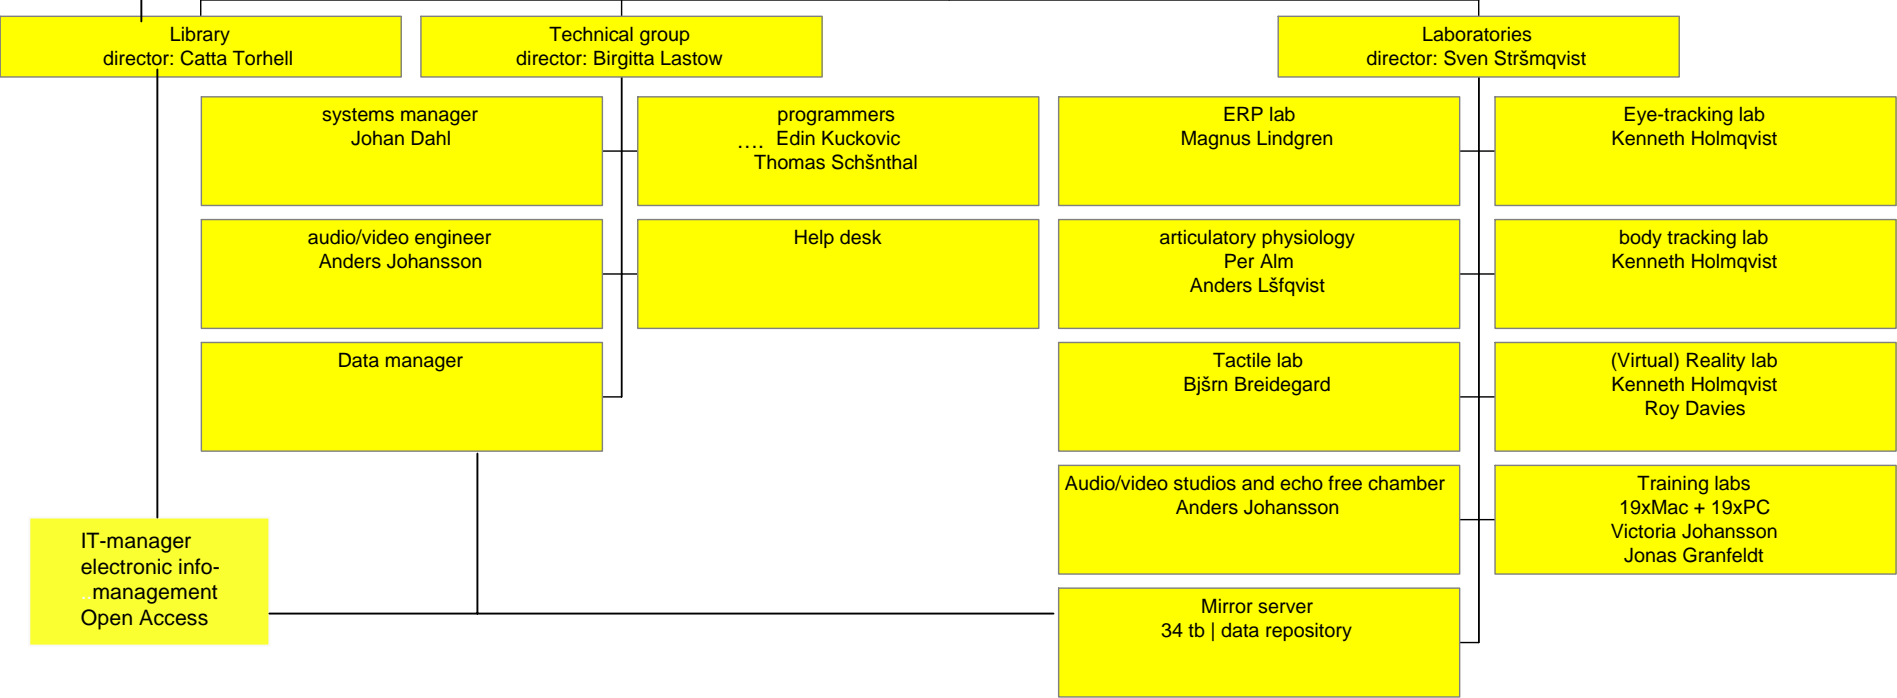 Library
director: Catta Torhell
Technical group
director: Birgitta Lastow
Laboratories
director: Sven Stršmqvist
systems manager
Johan Dahl
programmers
.... Edin Kuckovic
Thomas Schšnthal
ERP lab
Magnus Lindgren
Eye-tracking lab
Kenneth Holmqvist
audio/video engineer
Anders Johansson
Help desk
articulatory physiology
Per Alm
Anders Lšfqvist
body tracking lab
Kenneth Holmqvist
Data manager
Tactile lab
Bjšrn Breidegard
(Virtual) Reality lab
Kenneth Holmqvist
Roy Davies
Audio/video studios and echo free chamber
Anders Johansson
Training labs
19xMac + 19xPC
Victoria Johansson
Jonas Granfeldt
IT-manager
electronic info-
..management
Open Access
Mirror server
34 tb | data repository